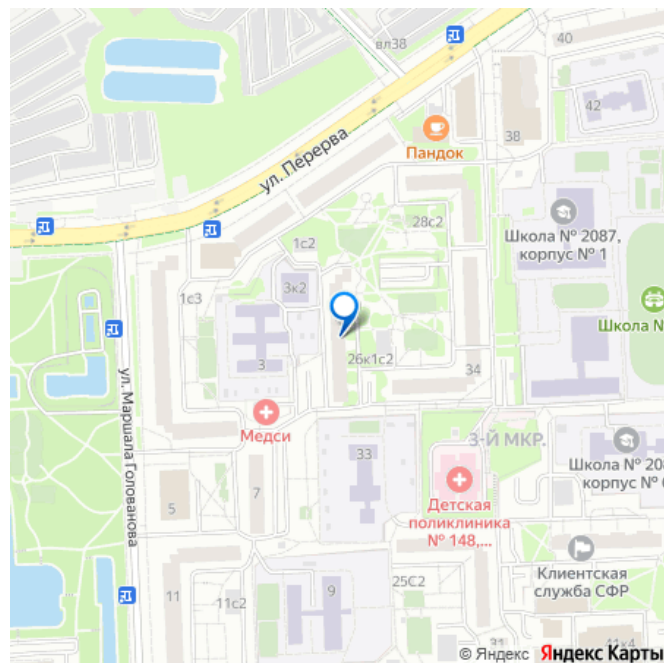 вл38
40
42
38
Пандок
ул. Перерва
28с2
Школа № 2087,
корпус № 1
1с2
3к2
1с3
Школа №
3
26к1с2
34
ул. Маршала Голованова
Медси
3-Й МКР.
33
Школа № 208
корпус № 6
5
7
Детская
поликлиника
№ 148,...
Клиентская
служба СФР
25С2
11
11с2
9
31
41к4
© Яндекс Яндекс Карты